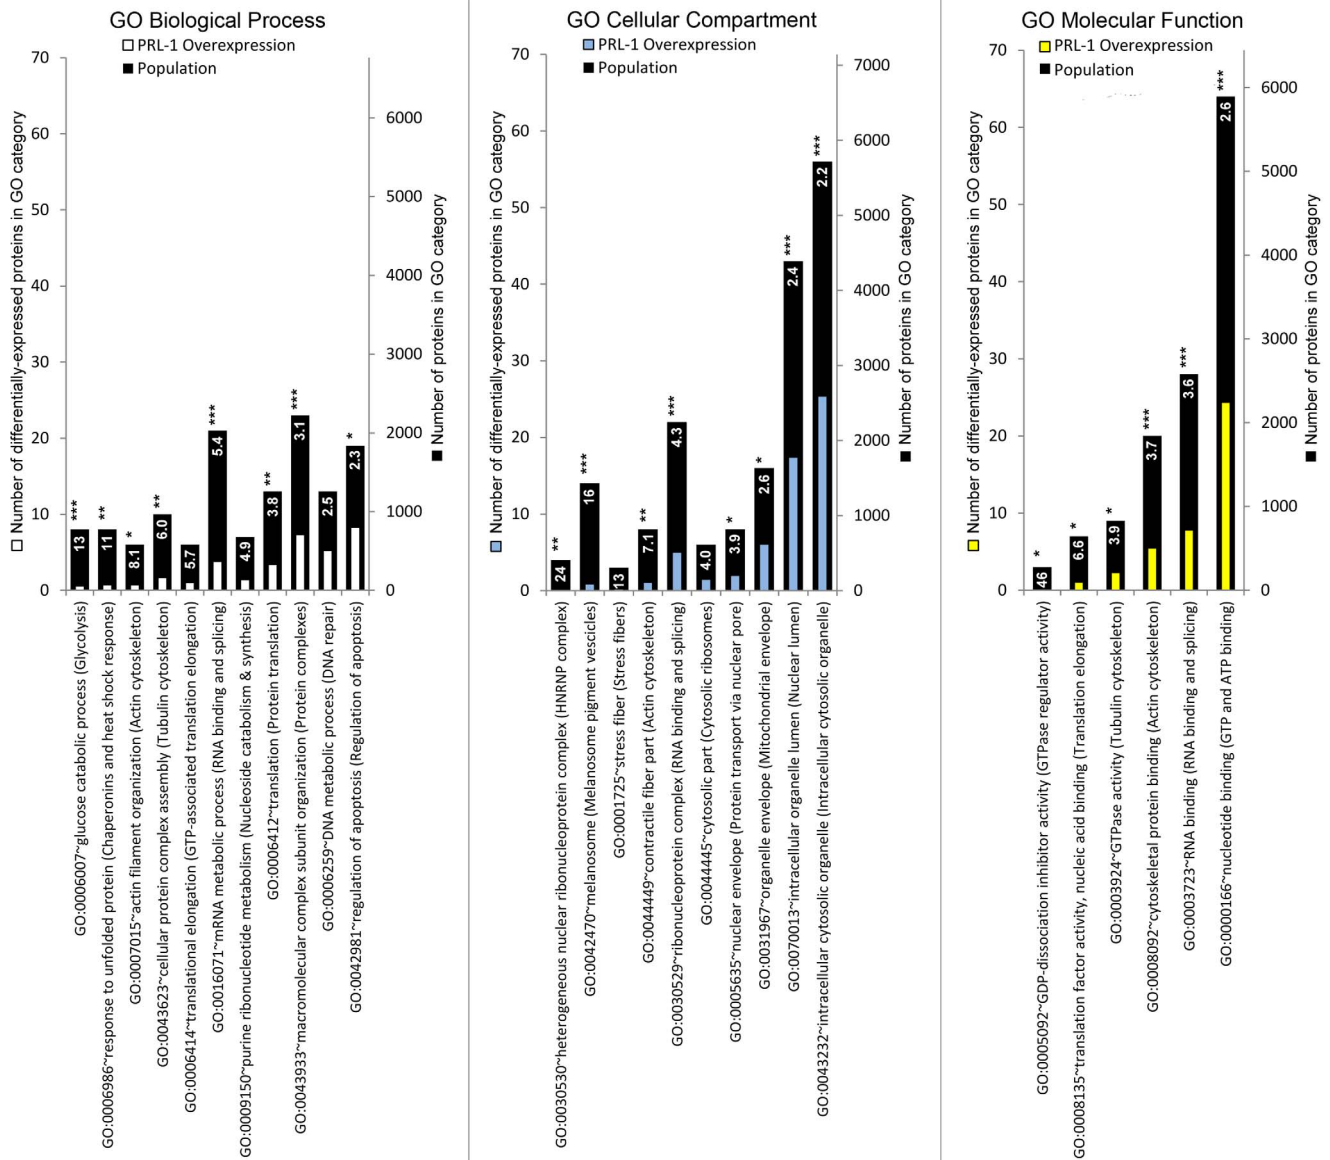 GO Biological Process
PRL-1 Overexpression
Population
Number of differentially-expressed proteins in GO category
70
60
50
40
30
20
10
0
***
13
**
11
*
8.1
**
6.0
5.7
***
5.4
4.9
**
3.8
***
3.1
2.5
*
2.3
6000
5000
4000
3000
2000
1000
0
Number of proteins in GO category
GO:0006007~glucose catabolic process (Glycolysis)
GO:0006986~response to unfolded protein (Chaperonins and heat shock response)
GO:0007015~actin filament organization (Actin cytoskeleton)
GO:0043623~cellular protein complex assembly (Tubulin cytoskeleton)
GO:0006414~translational elongation (GTP-associated translation elongation)
GO:0016071~mRNA metabolic process (RNA binding and splicing)
GO:0009150~purine ribonucleotide metabolism (Nucleoside catabolism & synthesis)
GO:0006412~translation (Protein translation)
GO:0043933~macromolecular complex subunit organization (Protein complexes)
GO:0006259~DNA metabolic process (DNA repair)
GO:0042981~regulation of apoptosis (Regulation of apoptosis)
GO Cellular Compartment
PRL-1 Overexpression
Population
Number of differentially-expressed proteins in GO category
70
60
50
40
30
20
10
0
**
24
***
16
13
**
7.1
***
4.3
4.0
*
3.9
*
2.6
***
2.4
***
2.2
7000
6000
5000
4000
3000
2000
1000
0
Number of proteins in GO category
GO:0030530~heterogeneous nuclear ribonucleoprotein complex (HNRNP complex)
GO:0042470~melanosome (Melanosome pigment vescicles)
GO:0001725~stress fiber (Stress fibers)
GO:0044449~contractile fiber part (Actin cytoskeleton)
GO:0030529~ribonucleoprotein complex (RNA binding and splicing)
GO:0044445~cytosolic part (Cytosolic ribosomes)
GO:0005635~nuclear envelope (Protein transport via nuclear pore)
GO:0031967~organelle envelope (Mitochondrial envelope)
GO:0070013~intracellular organelle lumen (Nuclear lumen)
GO:0043232~intracellular cytosolic organelle (Intracellular cytosolic organelle)
GO Molecular Function
PRL-1 Overexpression
Population
Number of differentially-expressed proteins in GO category
70
60
50
40
30
20
10
0
*
46
*
6.6
*
3.9
***
3.7
***
3.6
***
2.6
6000
5000
4000
3000
2000
1000
0
Number of proteins in GO category
GO:0005092~GDP-dissociation inhibitor activity (GTPase regulator activity)
GO:0008135~translation factor activity, nucleic acid binding (Translation elongation)
GO:0003924~GTPase activity (Tubulin cytoskeleton)
GO:0008092~cytoskeletal protein binding (Actin cytoskeleton)
GO:0003723~RNA binding (RNA binding and splicing)
GO:0000166~nucleotide binding (GTP and ATP binding)